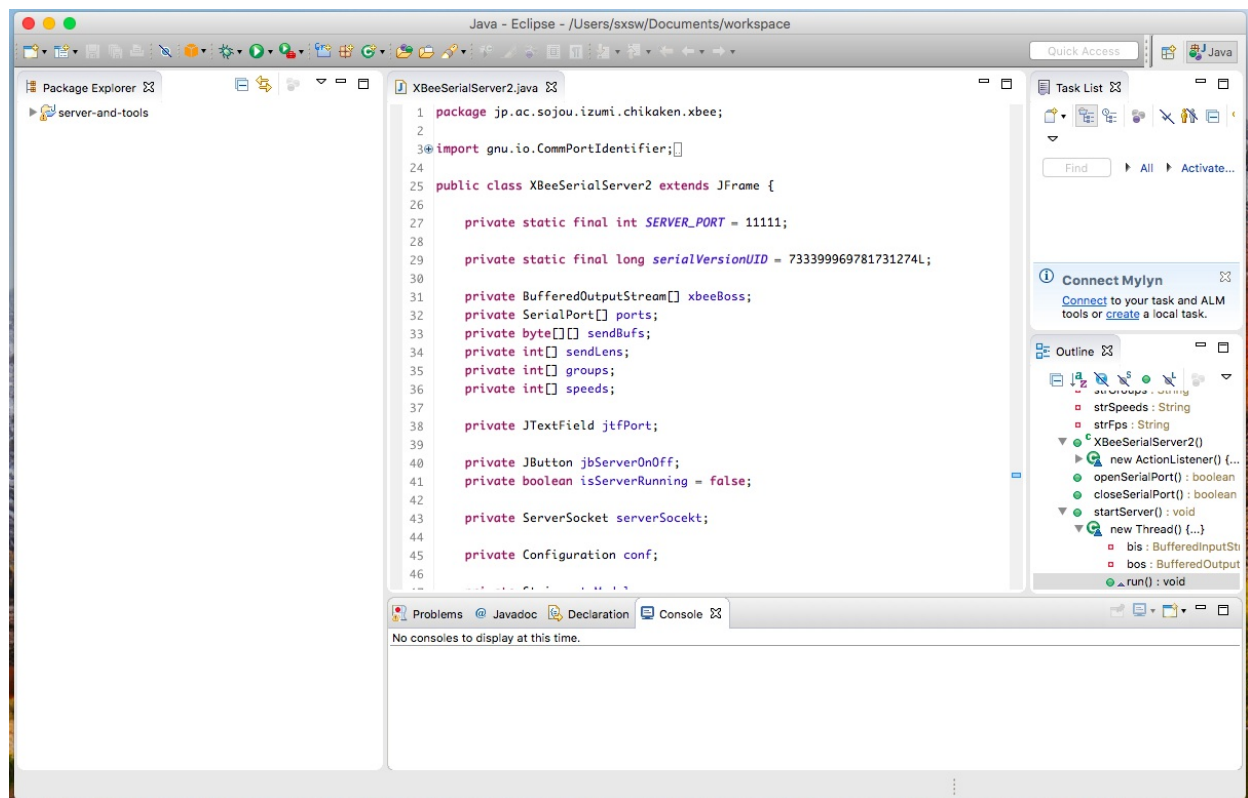 Java - Eclipse - /Users/sxsw/Documents/workspace
Quick Access
Java
Package Explorer
server-and-tools
XBeeSerialServer2.java
1 package jp.ac.sojou.izumi.chikaken.xbee;
2
3 import gnu.io.CommPortIdentifier;
24
25 public class XBeeSerialServer2 extends JFrame {
26
27 private static final int SERVER_PORT = 11111;
28
29 private static final long serialVersionUID = 733399969781731274L;
30
31 private BufferedOutputStream[] xbeeBoss;
32 private SerialPort[] ports;
33 private byte[][] sendBufs;
34 private int[] sendLens;
35 private int[] groups;
36 private int[] speeds;
37
38 private JTextField jtfPort;
39
40 private JButton jbServerOnOff;
41 private boolean isServerRunning = false;
42
43 private ServerSocket serverSocekt;
44
45 private Configuration conf;
46
Task List
Find
All
Activate...
Connect Mylyn
Connect to your task and ALM
tools or create a local task.
Outline
strSpeeds : String
strFps : String
XBeeSerialServer2()
new ActionListener() {...
openSerialPort() : boolean
closeSerialPort() : boolean
startServer() : void
new Thread() {...}
bis : BufferedInputStr
bos : BufferedOutput
run() : void
Problems
@ Javadoc
Declaration
Console
No consoles to display at this time.